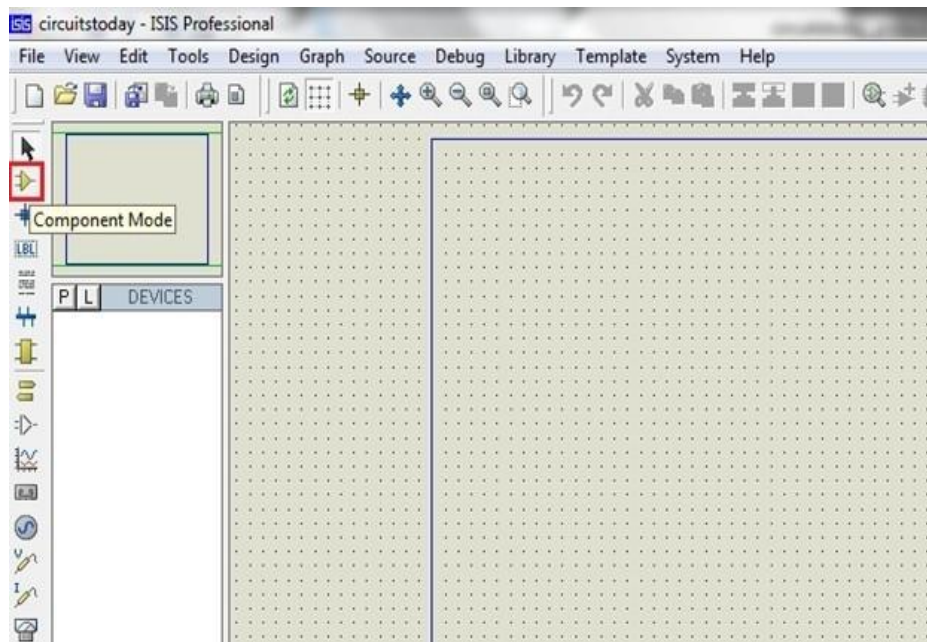 ISIS circuitstoday - ISIS Professional
File View Edit Tools Design Graph Source Debug Library Template System Help
Component Mode
LBL
P L DEVICES
V
I